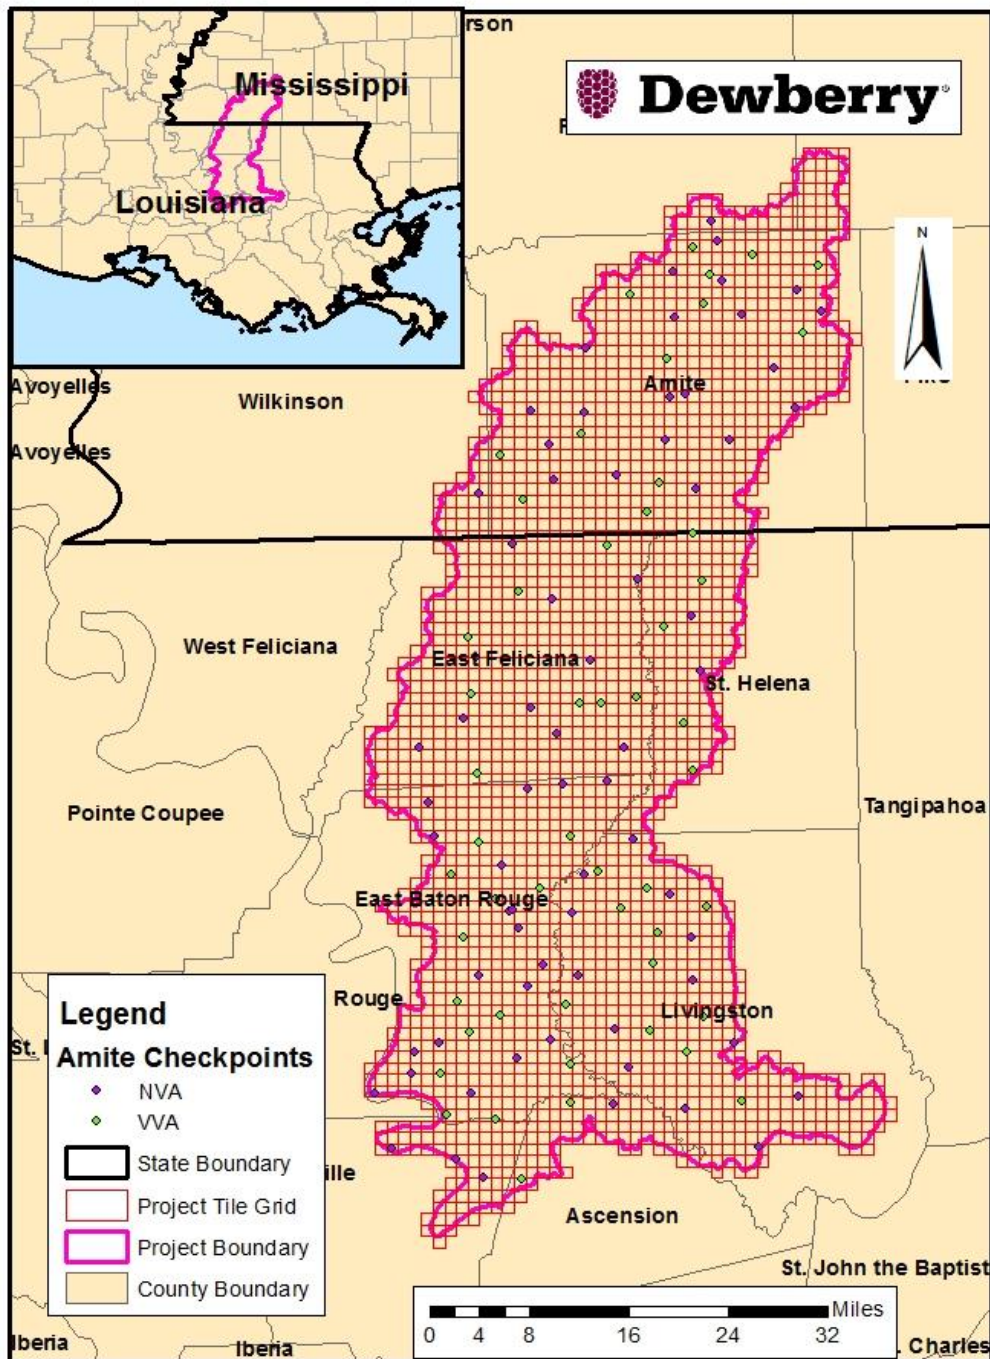 rson
Mississippi
Louisiana
Dewberry®
N
Avoyelles
Wilkinson
Amite
Avoyelles
West Feliciana
East Feliciana
St. Helena
Pointe Coupee
Tangipahoa
East Baton Rouge
Rouge
Livingston
St.
Legend
Amite Checkpoints
NVA
VVA
State Boundary
Project Tile Grid
Project Boundary
County Boundary
ille
Ascension
St. John the Baptist
Miles
0 4 8 16 24 32
Iberia
Iberia
. Charles